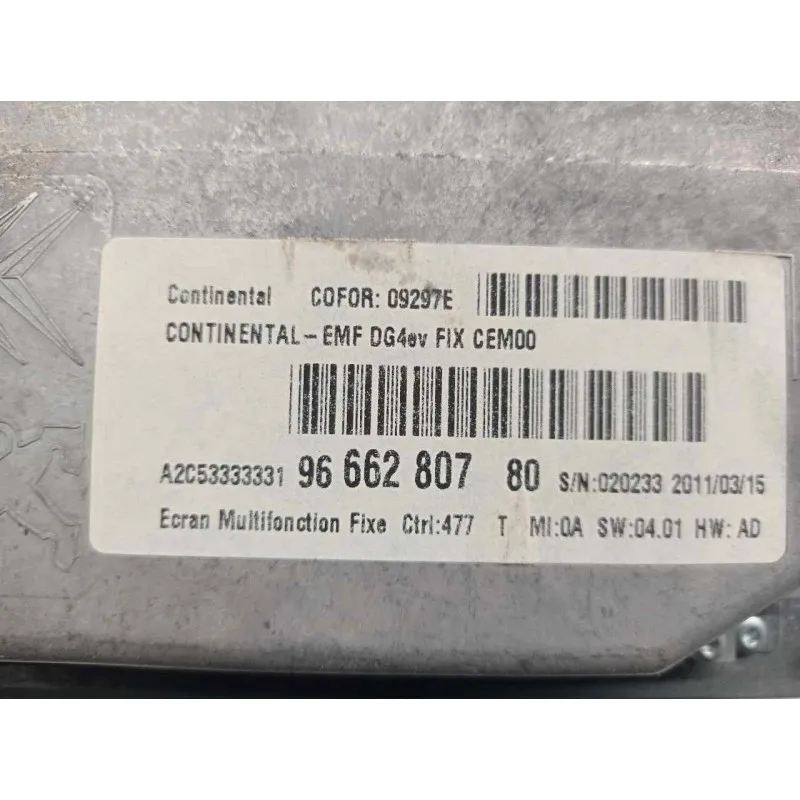 Continental COFOR: 09297E
CONTINENTAL-EMF DG4ev FIX CEM00
A2C53333331 96 662 807 80 S/N:020233 2011/03/15
Ecran Multifonction Fixe Ctrl:477 T MI:0A SW:04.01 HW: AD